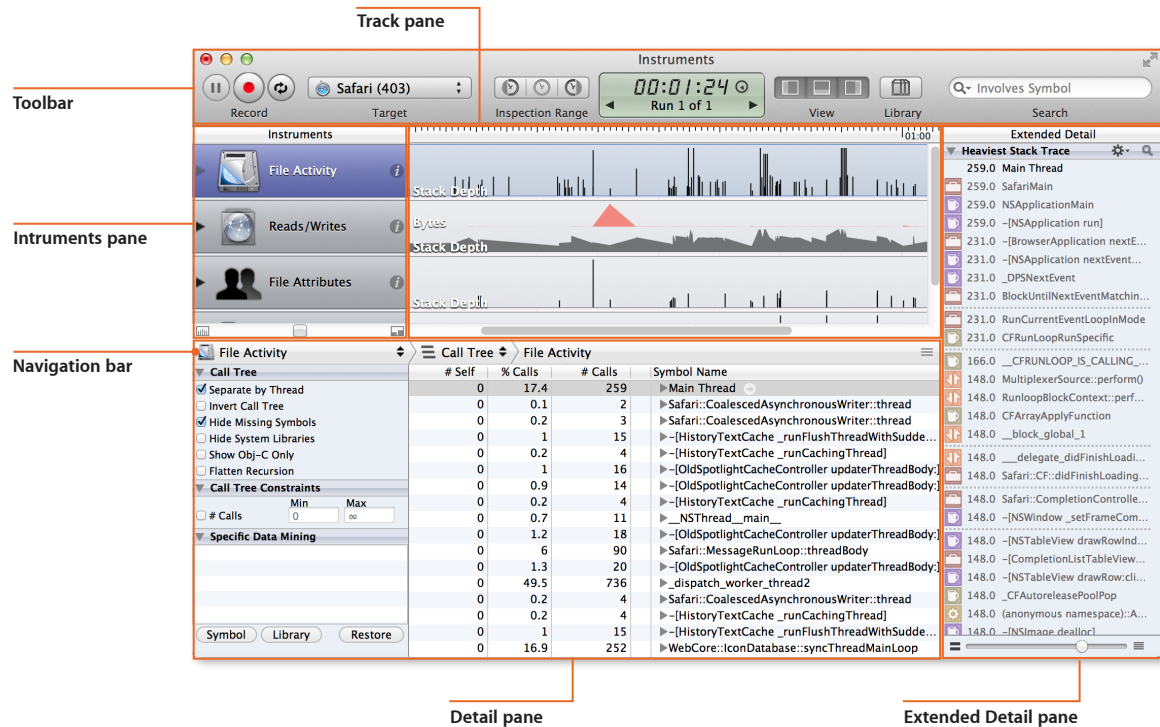 Track pane
Instruments
Toolbar
Safari (403)
00:01:24
Run 1 of 1
Involves Symbol
Record
Target
Inspection Range
View
Library
Search
Instruments
01:00
Extended Detail
File Activity
Stack Depth
Intruments pane
Reads/Writes
Bytes
Stack Depth
File Attributes
Stack Depth
Heaviest Stack Trace
259.0 Main Thread
259.0 SafariMain
259.0 NSApplicationMain
259.0 -[NSApplication run]
231.0 -[BrowserApplication nextE...
231.0 -[NSApplication nextEvent...
231.0 _DPSNextEvent
231.0 BlockUntilNextEventMatchin...
231.0 RunCurrentEventLoopInMode
231.0 CFRunLoopRunSpecific
166.0 __CFRUNLOOP_IS_CALLING_...
148.0 MultiplexerSource::perform()
148.0 RunloopBlockContext::perf...
148.0 CFArrayApplyFunction
148.0 __block_global_1
148.0 ___delegate_didFinishLoadi...
148.0 Safari::CF::didFinishLoading...
148.0 Safari::CompletionControlle...
148.0 -[NSWindow _setFrameCom...
148.0 -[NSTableView drawRowInd...
148.0 -[CompletionListTableView...
148.0 -[NSTableView drawRow:cli...
148.0 _CFAutoreleasePoolPop
148.0 (anonymous namespace)::A...
148.0 -[NSImage dealloc]
Navigation bar
File Activity
Call Tree
File Activity
Call Tree
Separate by Thread
Invert Call Tree
Hide Missing Symbols
Hide System Libraries
Show Obj-C Only
Flatten Recursion
Call Tree Constraints
Min Max
# Calls 0 ∞
Specific Data Mining
Symbol Library Restore
# Self % Calls # Calls Symbol Name
0 17.4 259 Main Thread
0 0.1 2 Safari::CoalescedAsynchronousWriter::thread
0 0.2 3 Safari::CoalescedAsynchronousWriter::thread
0 1 15 -[HistoryTextCache _runFlushThreadWithSudde...
0 0.2 4 -[HistoryTextCache _runCachingThread]
0 1 16 -[OldSpotlightCacheController updaterThreadBody:]
0 0.9 14 -[OldSpotlightCacheController updaterThreadBody:]
0 0.2 4 -[HistoryTextCache _runCachingThread]
0 0.7 11 __NSThread__main__
0 1.2 18 -[OldSpotlightCacheController updaterThreadBody:]
0 6 90 Safari::MessageRunLoop::threadBody
0 1.3 20 -[OldSpotlightCacheController updaterThreadBody:]
0 49.5 736 _dispatch_worker_thread2
0 0.2 4 Safari::CoalescedAsynchronousWriter::thread
0 0.2 4 -[HistoryTextCache _runCachingThread]
0 1 15 -[HistoryTextCache _runFlushThreadWithSudde...
0 16.9 252 WebCore::IconDatabase::syncThreadMainLoop
Detail pane
Extended Detail pane